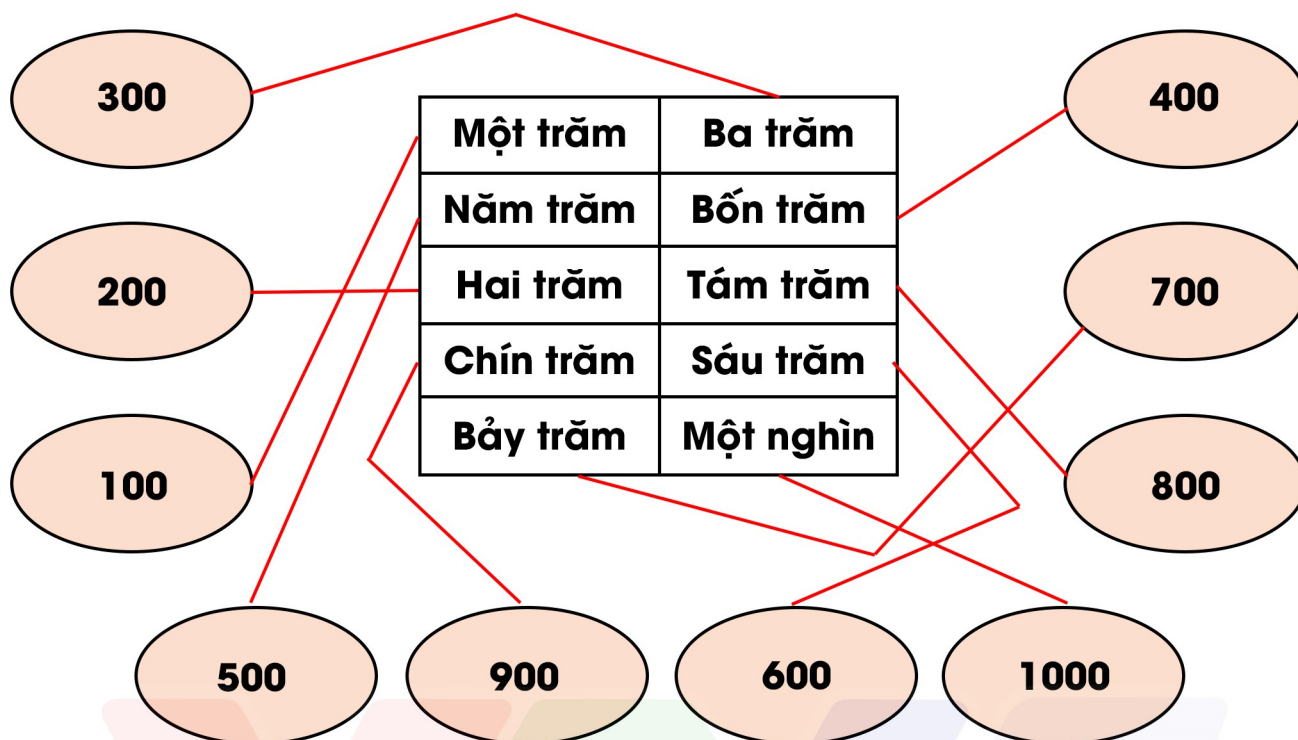 300
400
Một trăm
Ba trăm
Năm trăm
Bốn trăm
200
700
Hai trăm
Tám trăm
Chín trăm
Sáu trăm
Bảy trăm
Một nghìn
100
800
500
900
600
1000